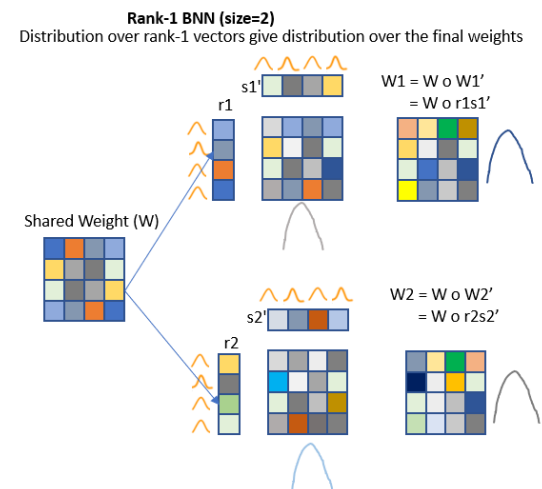 Rank-1 BNN (size=2)
Distribution over rank-1 vectors give distribution over the final weights
s1'
r1
W1 = W o W1′
= W o r1s1′
Shared Weight (W)
s2'
r2
W2 = W o W2′
= W o r2s2′